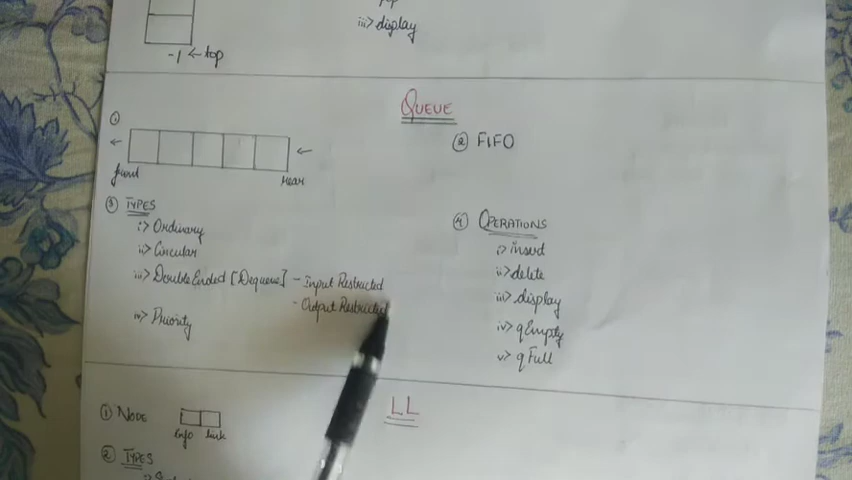 iii> display
-1 ← top
QUEUE
①
② FIFO
front
rear
③ TYPES
i> Ordinary
ii> Circular
iii> Double Ended [Dequeue] - Input Restricted
- Output Restricted
iv> Priority
④ OPERATIONS
i> insert
ii> delete
iii> display
iv> qEmpty
v> qFull
LL
① NODE
info link
② TYPES